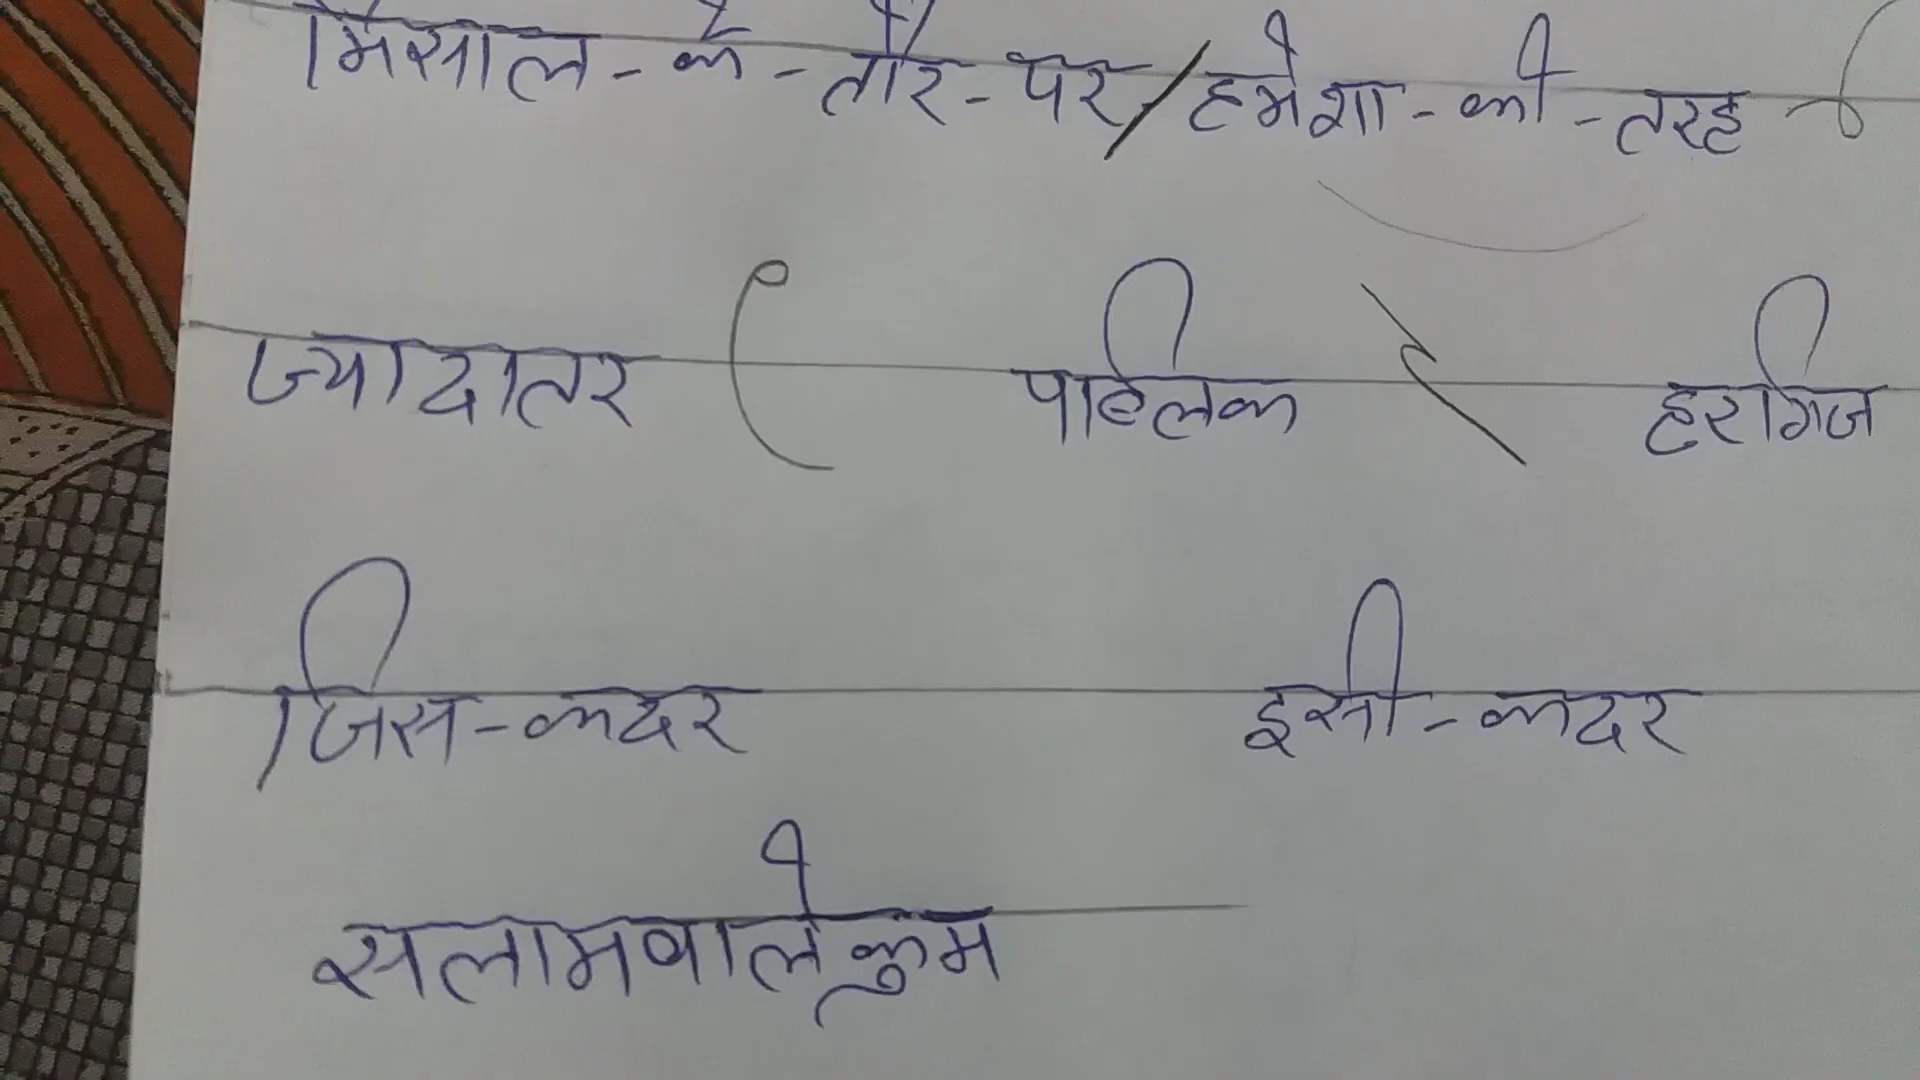 मिसाल-के-तौर-पर/हमेशा-की-तरह
ज्यादातर पब्लिक हरगिज
जिस-कदर इसी-कदर
सलामवालेकुम